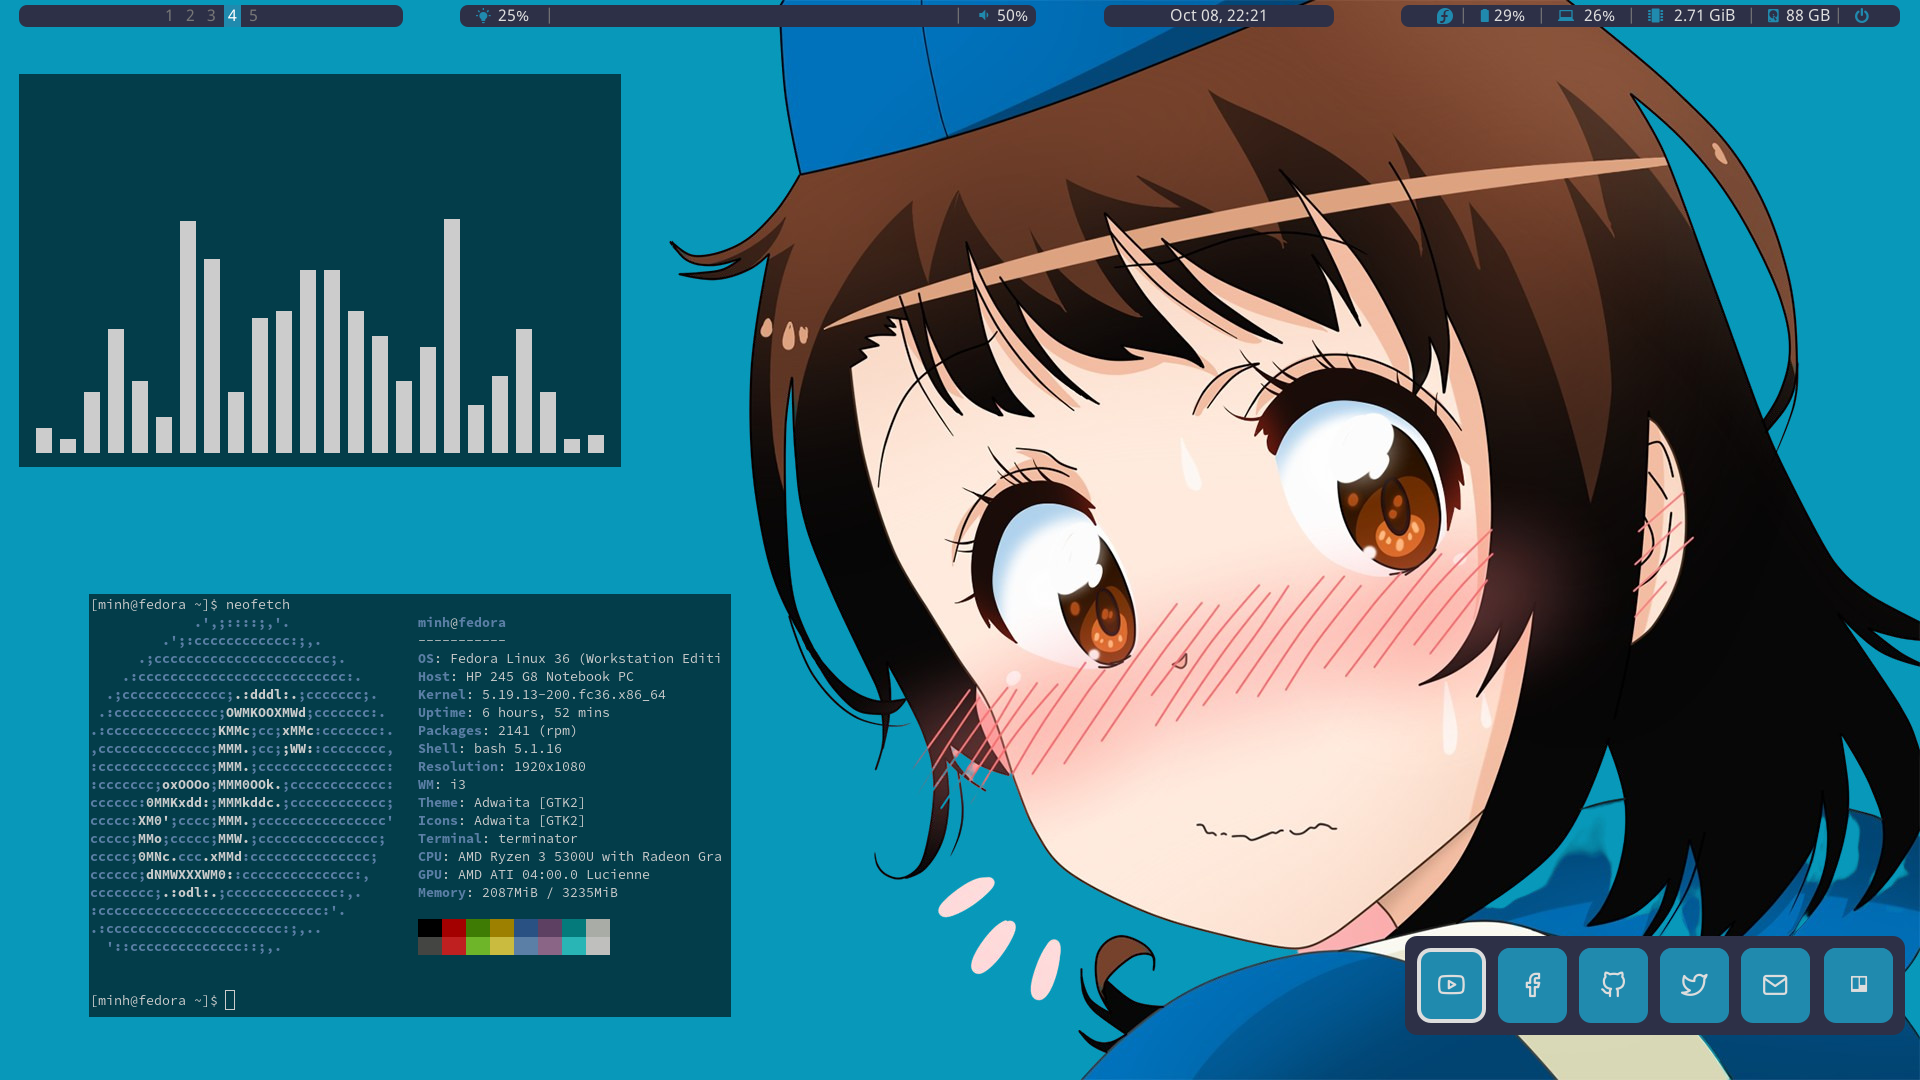 1 2 3 4 5
25%
50%
Oct 08, 22:21
29%
26%
2.71 GiB
88 GB
[minh@fedora ~]$ neofetch
minh@fedora
-----------
OS: Fedora Linux 36 (Workstation Editi
Host: HP 245 G8 Notebook PC
Kernel: 5.19.13-200.fc36.x86_64
Uptime: 6 hours, 52 mins
Packages: 2141 (rpm)
Shell: bash 5.1.16
Resolution: 1920x1080
WM: i3
Theme: Adwaita [GTK2]
Icons: Adwaita [GTK2]
Terminal: terminator
CPU: AMD Ryzen 3 5300U with Radeon Gra
GPU: AMD ATI 04:00.0 Lucienne
Memory: 2087MiB / 3235MiB
[minh@fedora ~]$